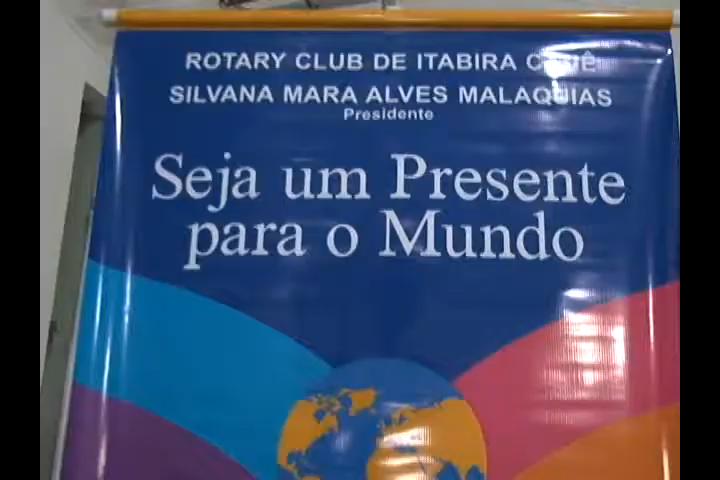 ROTARY CLUB DE ITABIRA
SILVANA MARA ALVES MALAQUIAS
Presidente
Seja um Presente
para o Mundo